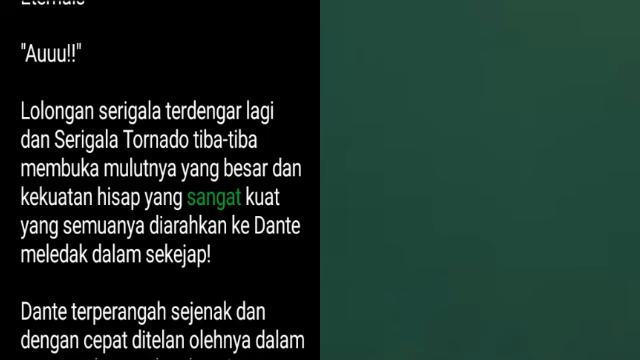 "Auuu!!"
Lolongan serigala terdengar lagi
dan Serigala Tornado tiba-tiba
membuka mulutnya yang besar dan
kekuatan hisap yang sangat kuat
yang semuanya diarahkan ke Dante
meledak dalam sekejap!
Dante terperangah sejenak dan
dengan cepat ditelan olehnya dalam